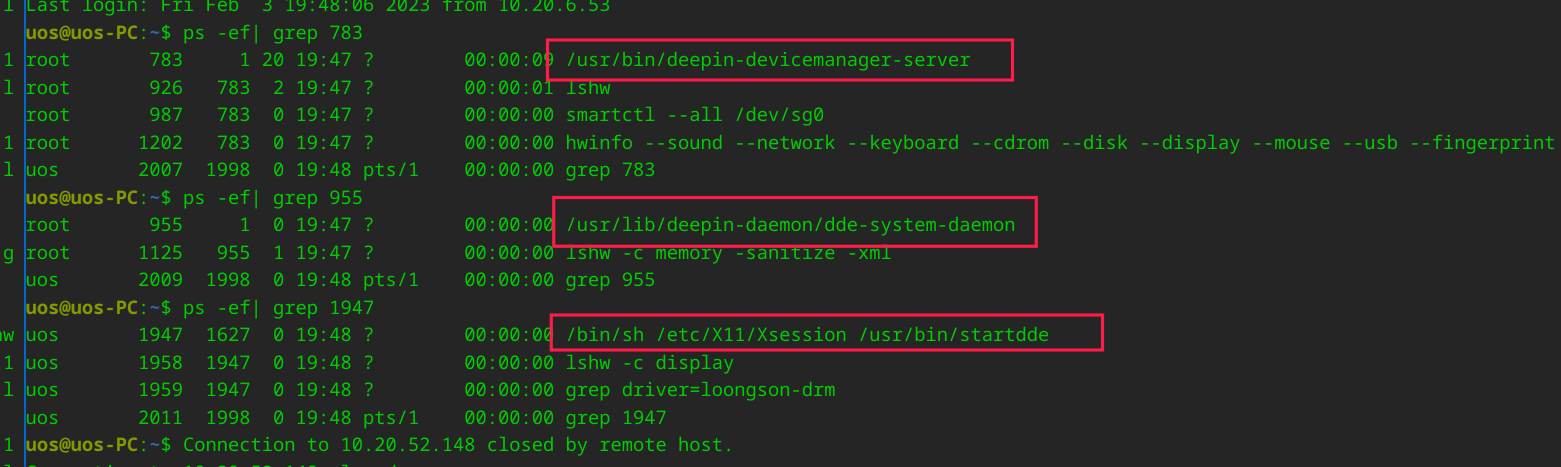 1 Last login: Fri Feb  3 19:48:06 2023 from 10.20.6.53
uos@uos-PC:~$ ps -ef| grep 783
1 root       783     1 20 19:47 ?        00:00:09 /usr/bin/deepin-devicemanager-server
l root       926   783  2 19:47 ?        00:00:01 lshw
root       987   783  0 19:47 ?        00:00:00 smartctl --all /dev/sg0
1 root      1202   783  0 19:47 ?        00:00:00 hwinfo --sound --network --keyboard --cdrom --disk --display --mouse --usb --fingerprint
l uos       2007  1998  0 19:48 pts/1    00:00:00 grep 783
uos@uos-PC:~$ ps -ef| grep 955
root       955     1  0 19:47 ?        00:00:00 /usr/lib/deepin-daemon/dde-system-daemon
g root      1125   955  1 19:47 ?        00:00:00 lshw -c memory -sanitize -xml
uos       2009  1998  0 19:48 pts/1    00:00:00 grep 955
uos@uos-PC:~$ ps -ef| grep 1947
w uos       1947  1627  0 19:48 ?        00:00:00 /bin/sh /etc/X11/Xsession /usr/bin/startdde
1 uos       1958  1947  0 19:48 ?        00:00:00 lshw -c display
l uos       1959  1947  0 19:48 ?        00:00:00 grep driver=loongson-drm
uos       2011  1998  0 19:48 pts/1    00:00:00 grep 1947
1 uos@uos-PC:~$ Connection to 10.20.52.148 closed by remote host.